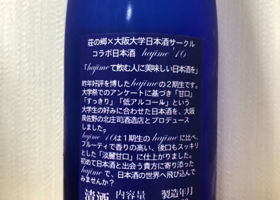 荘の郷×大阪大学日本酒サークル
コラボ日本酒 hajime '16
『hajimeて飲む人に美味しい日本酒を』
昨年好評を博したhajimeの2期生です。
大学祭でのアンケートに基づき「甘口」
「すっきり」「低アルコール」という
学生の好みに合わせた日本酒を、大阪
泉佐野の北庄司酒造店とプロデュース
しました。
hajime '16は1期生のhajimeに比べ、
フルーティで香りの高い、後口もスッキリ
とした「淡麗甘口」に仕上がりました。
初めて日本酒と出会う貴方に寄り添った
hajimeで、日本酒の世界へ飛び込んで
みませんか？
清酒 内容量 製造年月